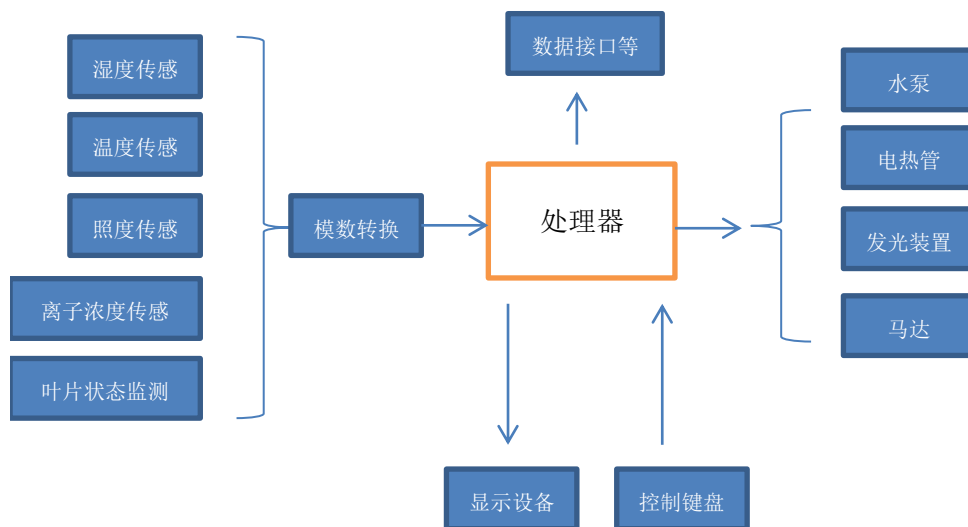 湿度传感
温度传感
照度传感
离子浓度传感
叶片状态监测
模数转换
数据接口等
处理器
显示设备
控制键盘
水泵
电热管
发光装置
马达